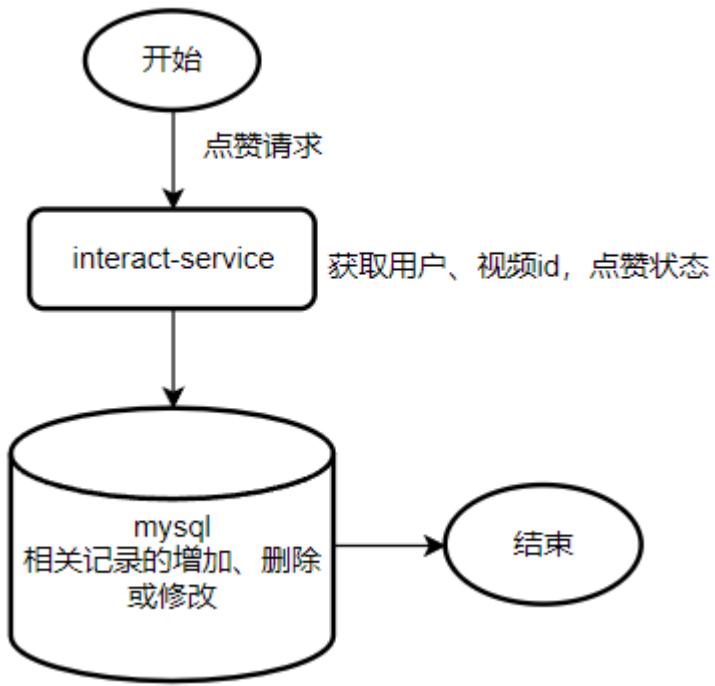 开始
点赞请求
interact-service
获取用户、视频id，点赞状态
mysql
相关记录的增加、删除
或修改
结束